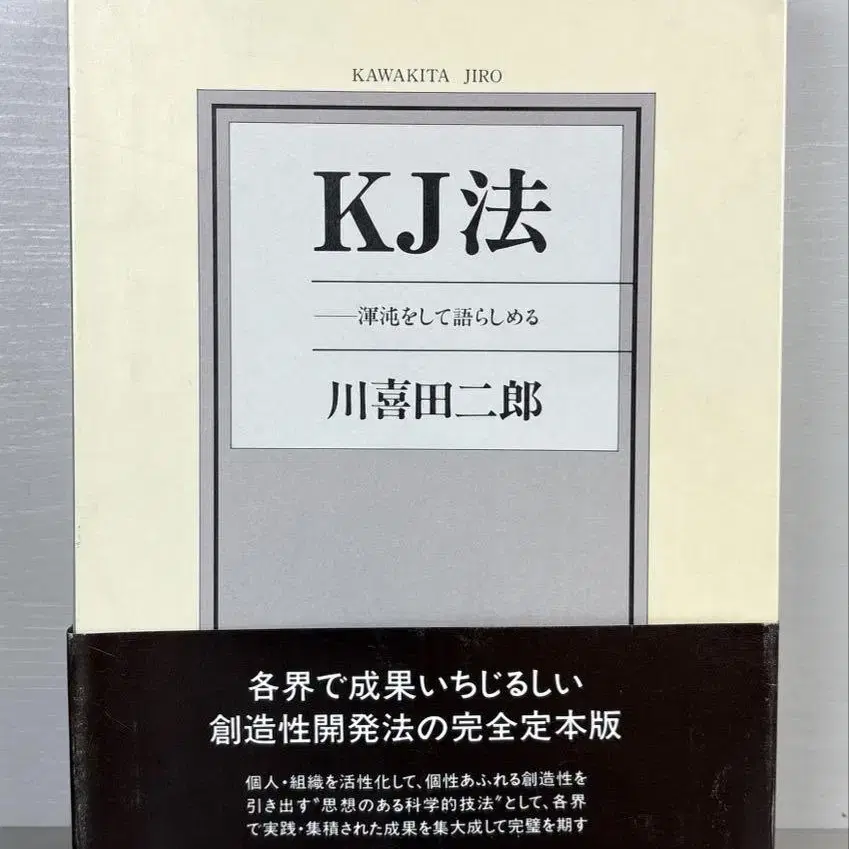 KAWAKITA JIRO
KJ法
──渾沌をして語らしめる
川喜田二郎
各界で成果いちじるしい
創造性開発法の完全定本版
個人・組織を活性化して、個性あふれる創造性を
引き出す〝思想のある科学的技法〟として、各界
で実践・集積された成果を集大成して完璧を期す